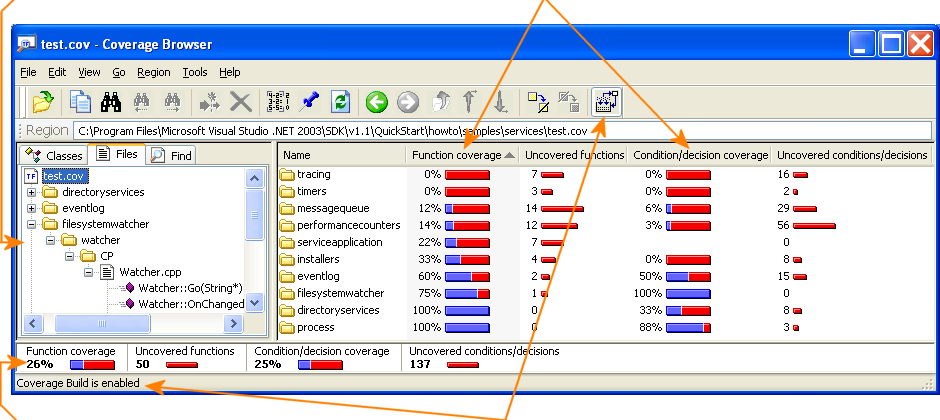 test.cov - Coverage Browser
File Edit View Go Region Tools Help
Region C:\Program Files\Microsoft Visual Studio .NET 2003\SDK\v1.1\QuickStart\howto\samples\services\test.cov
Classes Files Find
TF test.cov
directoryservices
eventlog
filesystemwatcher
watcher
CP
Watcher.cpp
Watcher::Go(String*)
Watcher::OnChanged
Name Function coverage Uncovered functions Condition/decision coverage Uncovered conditions/decisions
tracing 0% 7 0% 16
timers 0% 3 0% 2
messagequeue 12% 14 6% 29
performancecounters 14% 12 3% 56
serviceapplication 22% 7 0
installers 33% 4 0% 8
eventlog 60% 2 50% 15
filesystemwatcher 75% 1 100% 0
directoryservices 100% 0 33% 8
process 100% 0 88% 3
Function coverage Uncovered functions Condition/decision coverage Uncovered conditions/decisions
26% 50 25% 137
Coverage Build is enabled